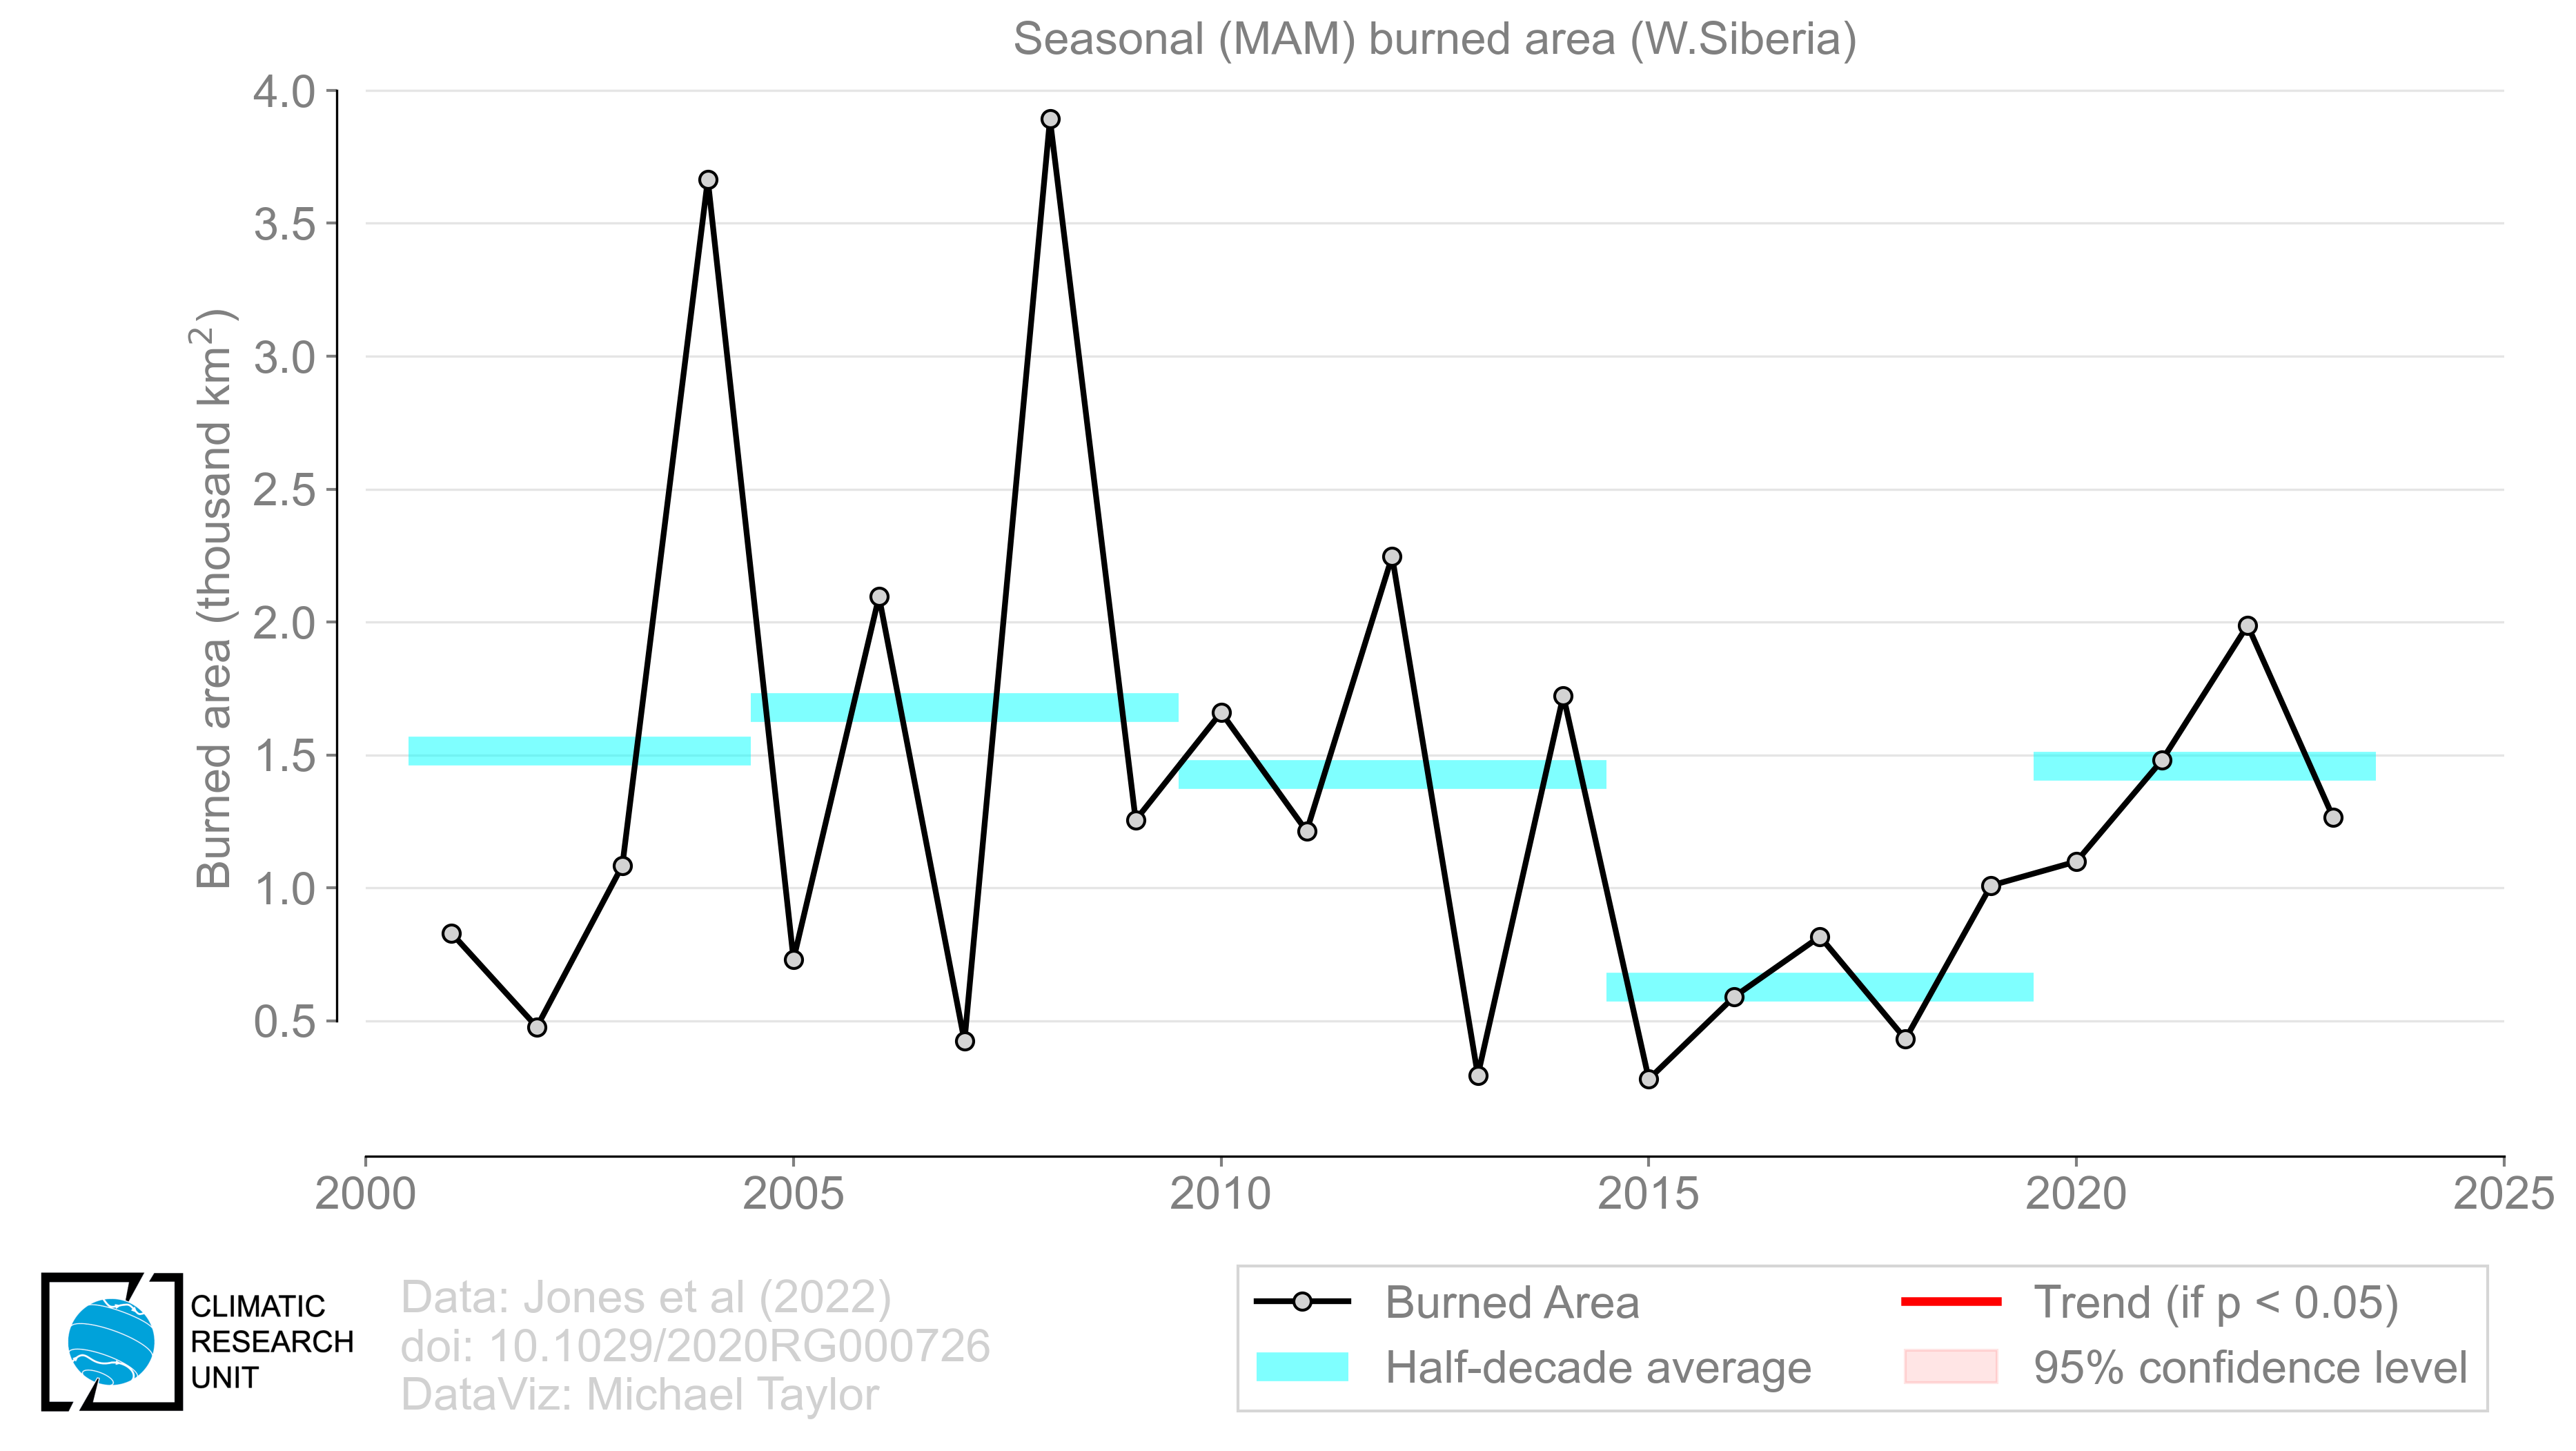 Seasonal (MAM) burned area (W.Siberia)
Burned area (thousand km²)
4.0
3.5
3.0
2.5
2.0
1.5
1.0
0.5
2000 2005 2010 2015 2020 2025
CLIMATIC
RESEARCH
UNIT
Data: Jones et al (2022)
doi: 10.1029/2020RG000726
DataViz: Michael Taylor
Burned Area
Half-decade average
Trend (if p < 0.05)
95% confidence level